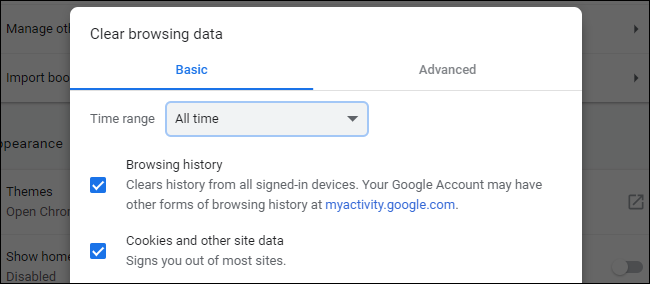 Manage oth
Import boo
appearance
Themes
Open Chron
Show home
Disabled
Clear browsing data
Basic
Advanced
Time range
All time
Browsing history
Clears history from all signed-in devices. Your Google Account may have
other forms of browsing history at myactivity.google.com.
Cookies and other site data
Signs you out of most sites.